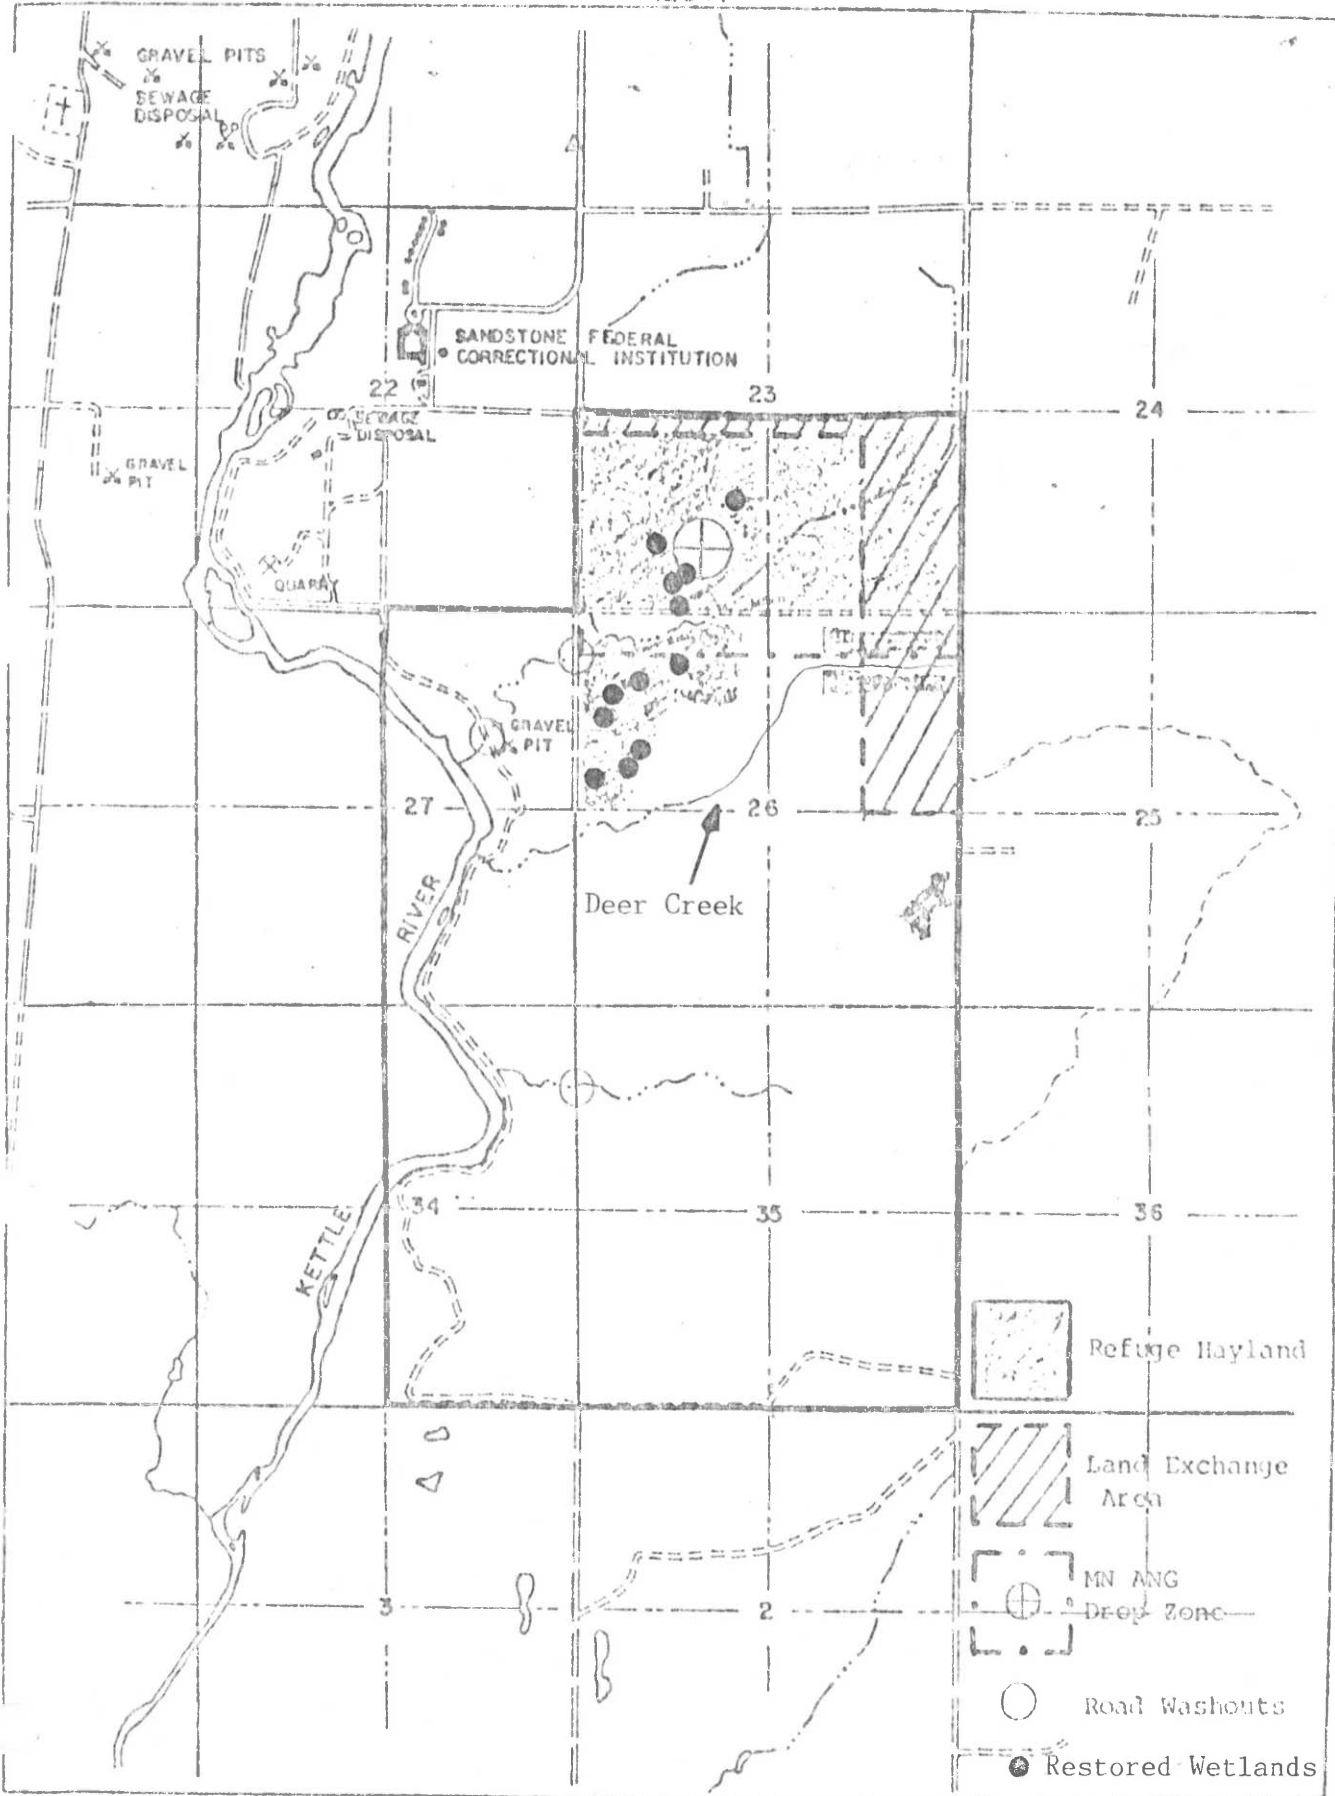 GRAVEL PITS
SEWAGE
DISPOSAL
SANDSTONE FEDERAL
CORRECTIONAL INSTITUTION
22
23
24
SEWAGE
DISPOSAL
GRAVEL
PIT
QUARRY
GRAVEL
PIT
27
26
25
RIVER
Deer Creek
34
35
36
KETTLE
Refuge Hayland
Land Exchange
Area
MN ANG
Drop Zone
3
2
Road Washouts
Restored Wetlands